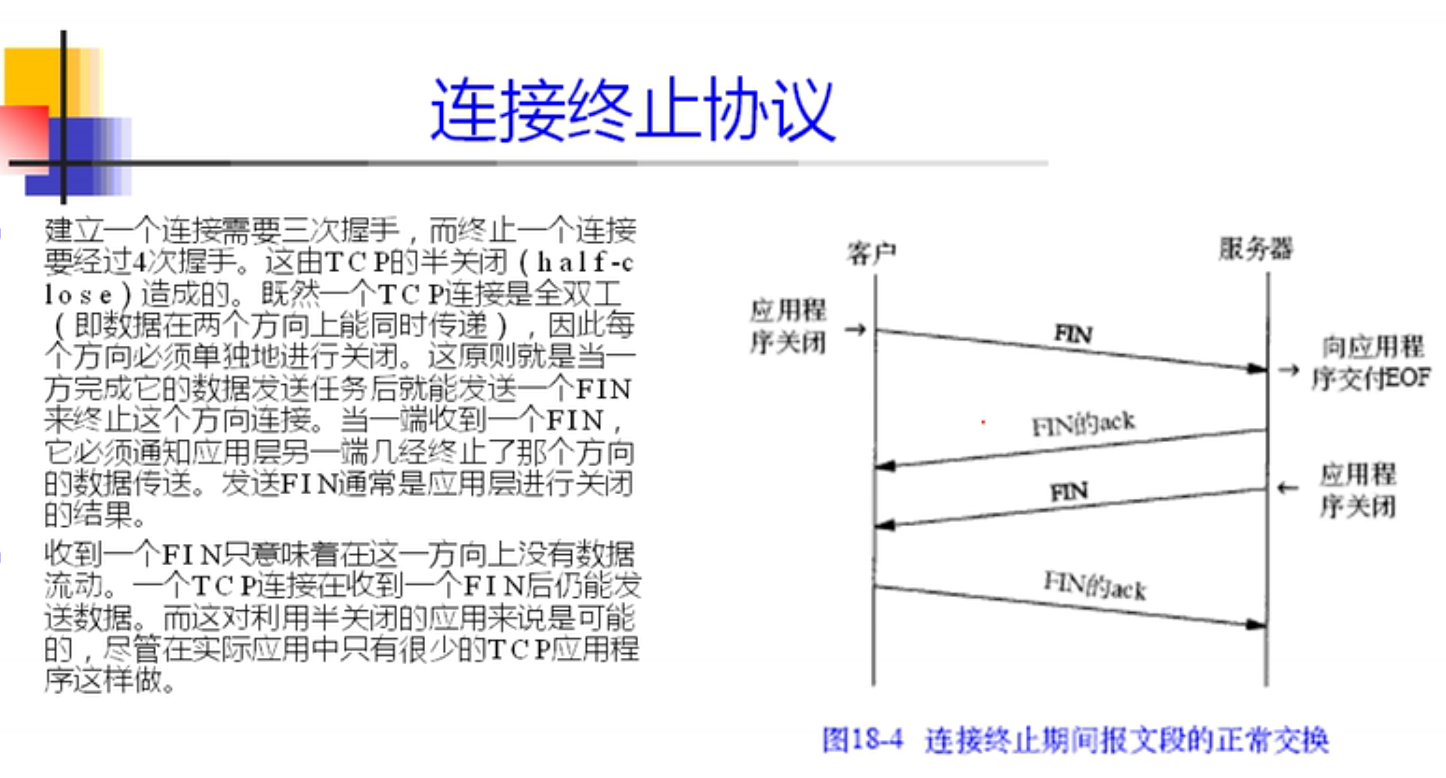 连接终止协议
建立一个连接需要三次握手，而终止一个连接
要经过4次握手。这由TCP的半关闭（half-c
lose）造成的。既然一个TCP连接是全双工
（即数据在两个方向上能同时传递），因此每
个方向必须单独地进行关闭。这原则就是当一
方完成它的数据发送任务后就能发送一个FIN
来终止这个方向连接。当一端收到一个FIN，
它必须通知应用层另一端几经终止了那个方向
的数据传送。发送FIN通常是应用层进行关闭
的结果。
收到一个FIN只意味着在这一方向上没有数据
流动。一个TCP连接在收到一个FIN后仍能发
送数据。而这对利用半关闭的应用来说是可能
的，尽管在实际应用中只有很少的TCP应用程
序这样做。
客户
服务器
应用程
序关闭
FIN
向应用程
序交付EOF
FIN的ack
FIN
应用程
序关闭
FIN的ack
图18-4 连接终止期间报文段的正常交换